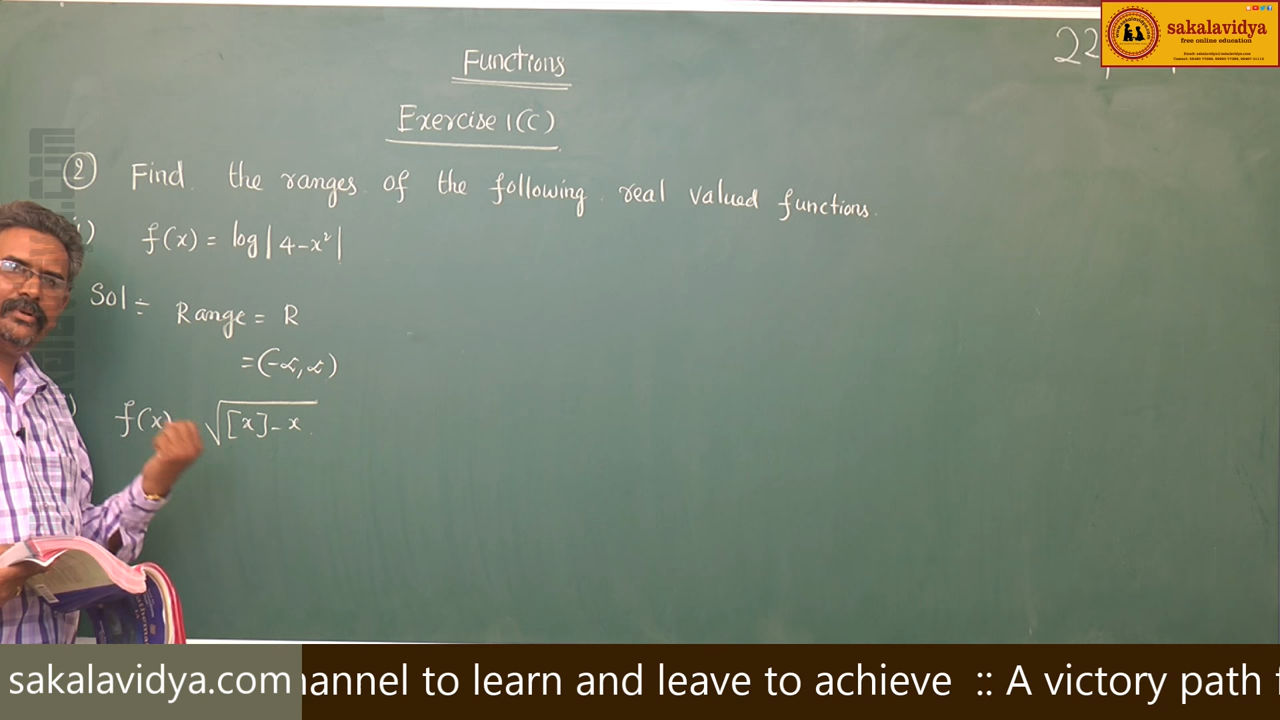 22
sakalavidya
free online education
Functions
Exercise 1(C)
② Find the ranges of the following real valued functions.
i) f(x) = log|4-x²|
Sol÷ Range = R
=(-∝,∝)
) f(x) √[x]-x
sakalavidya.com hannel to learn and leave to achieve :: A victory path f